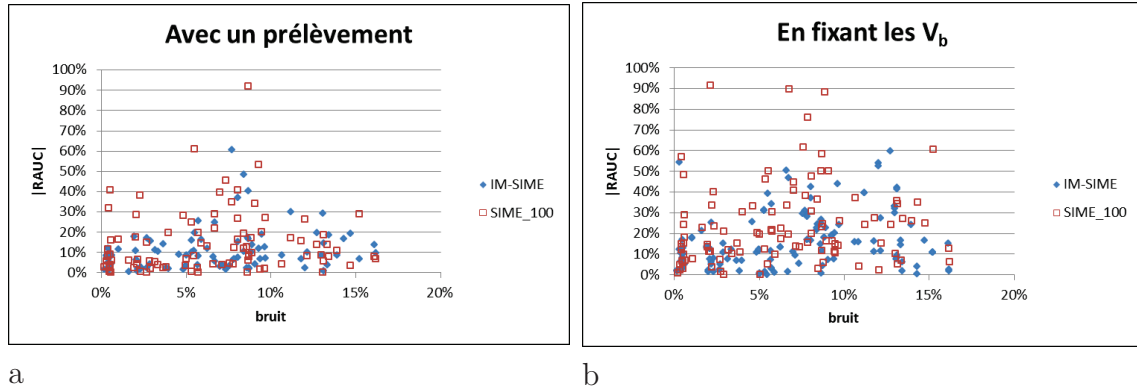 Avec un prélèvement
100%
90%
80%
70%
60%
50%
40%
30%
20%
10%
0%
|RAUC|
0% 5% 10% 15% 20%
bruit
IM-SIME
SIME_100
a
En fixant les Vb
100%
90%
80%
70%
60%
50%
40%
30%
20%
10%
0%
|RAUC|
0% 5% 10% 15% 20%
bruit
IM-SIME
SIME_100
b